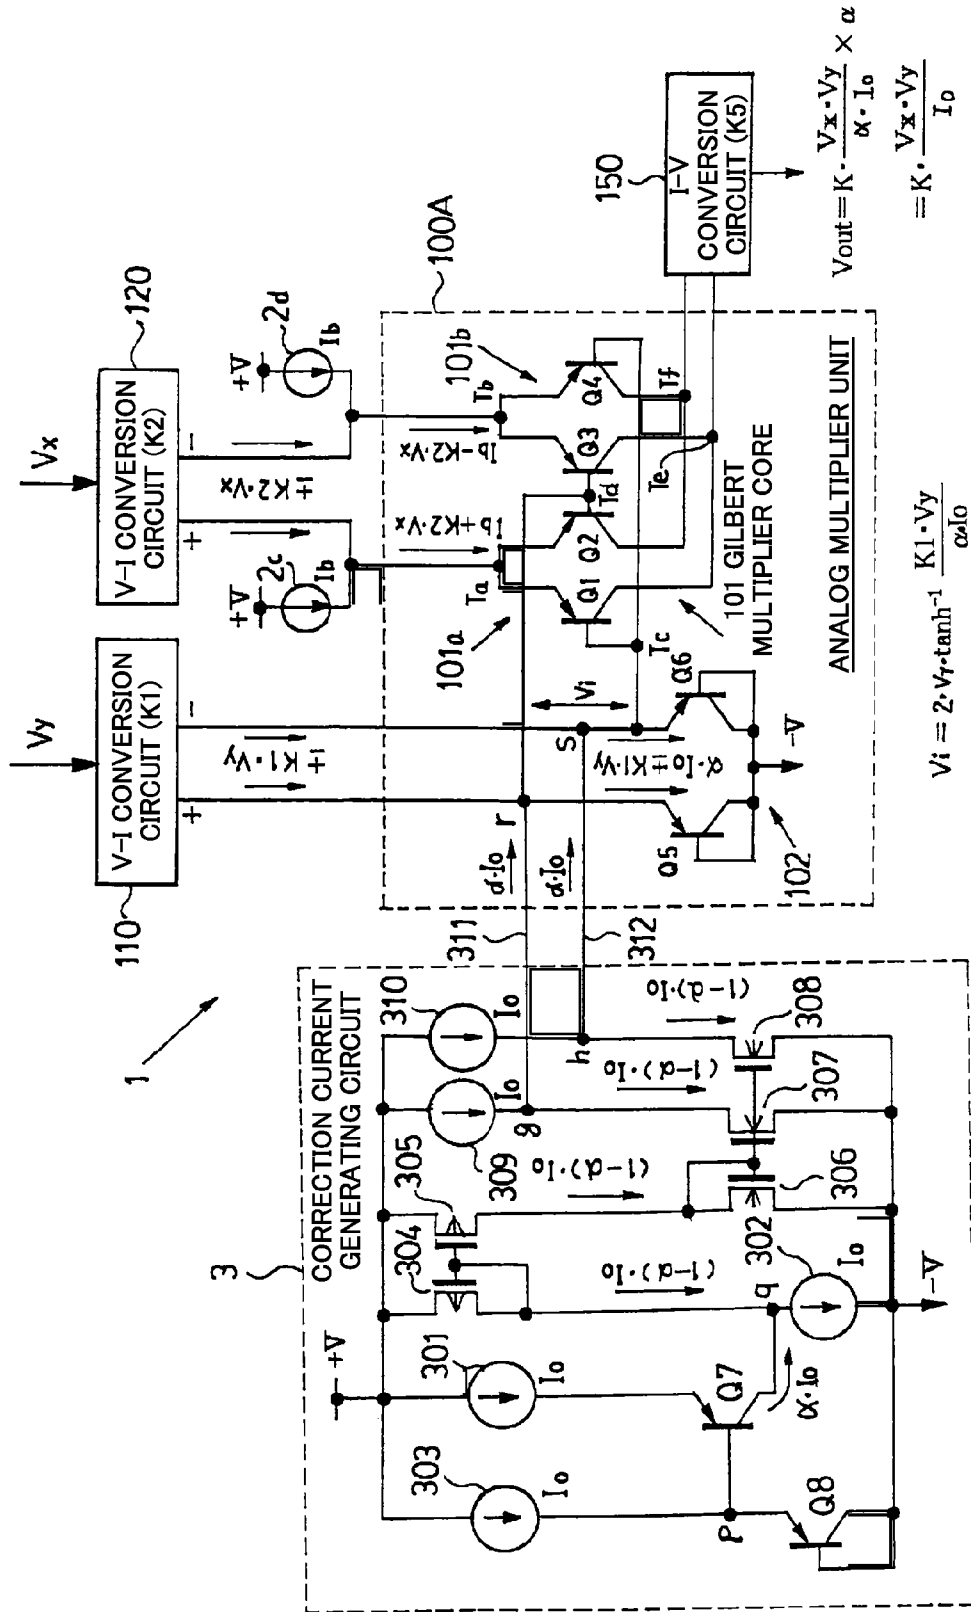 1
Vy
Vx
110
V-I CONVERSION
CIRCUIT (K1)
+
−
±K1·Vy
120
V-I CONVERSION
CIRCUIT (K2)
+
−
±K2·Vx
+V
2c
Ib
+V
2d
Ib
3
CORRECTION CURRENT
GENERATING CIRCUIT
+V
303
Io
301
Io
304
305
309
Io
310
Io
g
h
p
Q7
Q8
α·Io
q
(1-α)·Io
302
Io
(1-α)·Io
306
(1-α)·Io
307
(1-α)·Io
308
-V
311
α·Io
312
α·Io
100A
r
s
Vi
α·Io±K1·Vy
Q5
Q6
102
-V
101a
Ta
Ib+K2·Vx
Ib-K2·Vx
Tb
101b
Q1
Q2
Q3
Q4
Tc
Td
Te
Tf
101 GILBERT
MULTIPLIER CORE
ANALOG MULTIPLIER UNIT
150
I-V
CONVERSION
CIRCUIT (K5)
Vout=K·Vx·Vy/α·Io×α
=K·Vx·Vy/Io
Vi=2·VT·tanh⁻¹ K1·Vy/α·Io